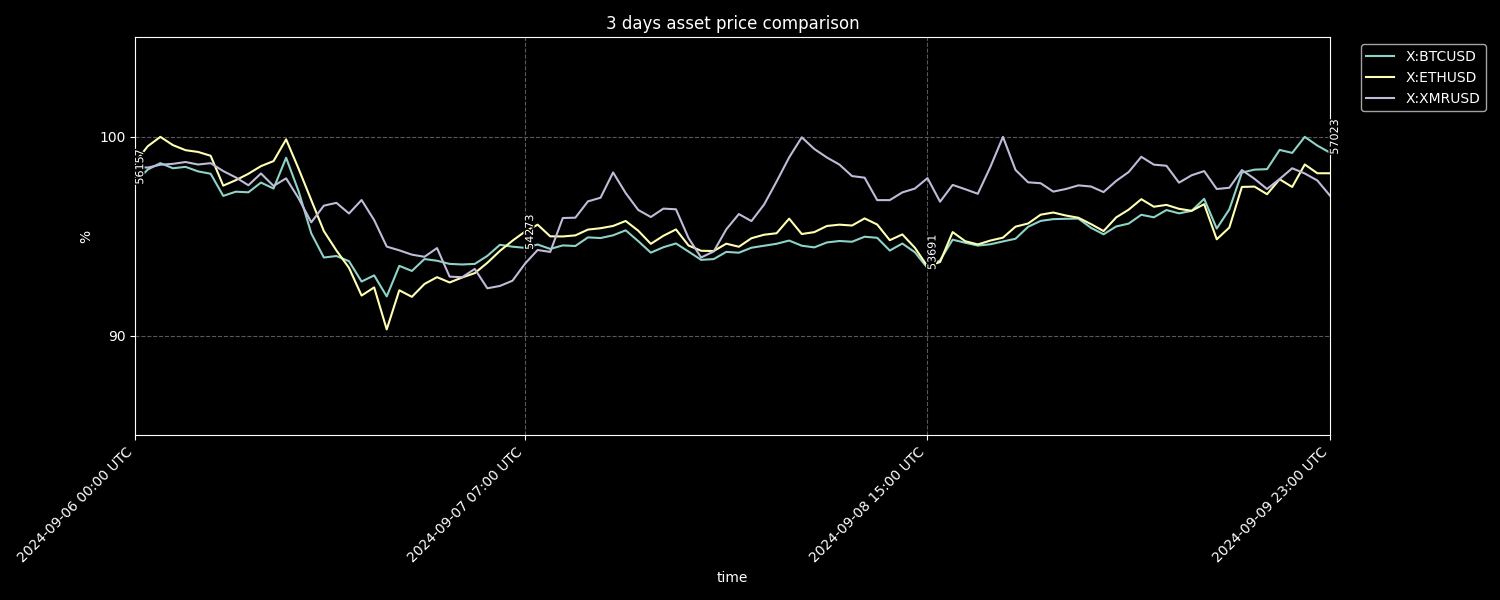 3 days asset price comparison
X:BTCUSD
X:ETHUSD
X:XMRUSD
100
90
%
56157
54273
53691
57023
2024-09-06 00:00 UTC
2024-09-07 07:00 UTC
2024-09-08 15:00 UTC
2024-09-09 23:00 UTC
time